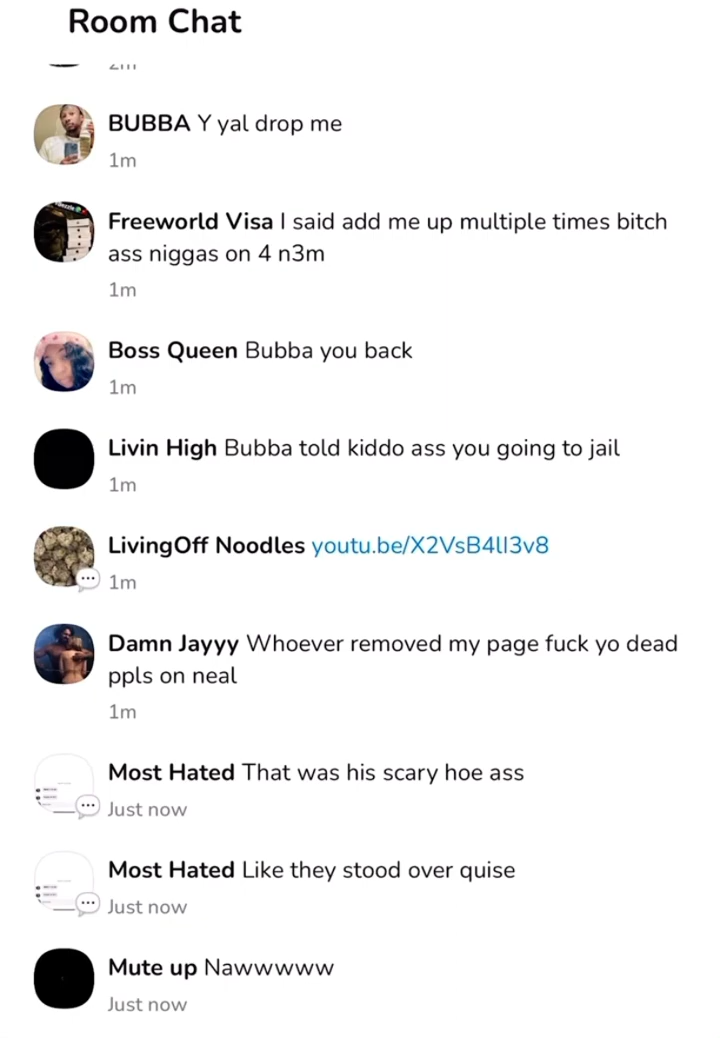 Room Chat
2m
BUBBA Y yal drop me
1m
Freeworld Visa I said add me up multiple times bitch
ass niggas on 4 n3m
1m
Boss Queen Bubba you back
1m
Livin High Bubba told kiddo ass you going to jail
1m
LivingOff Noodles youtu.be/X2VsB4lI3v8
1m
Damn Jayyy Whoever removed my page fuck yo dead
ppls on neal
1m
Most Hated That was his scary hoe ass
Just now
Most Hated Like they stood over quise
Just now
Mute up Nawwwww
Just now